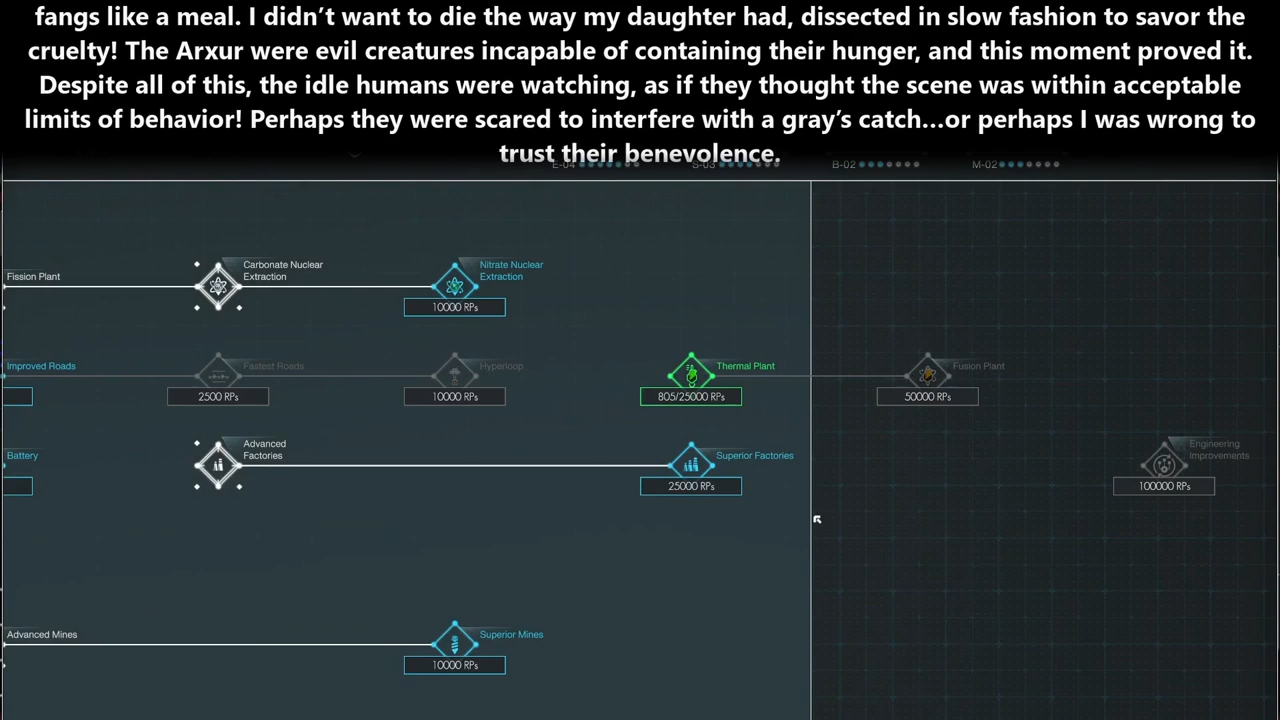 fangs like a meal. I didn’t want to die the way my daughter had, dissected in slow fashion to savor the
cruelty! The Arxur were evil creatures incapable of containing their hunger, and this moment proved it.
Despite all of this, the idle humans were watching, as if they thought the scene was within acceptable
limits of behavior! Perhaps they were scared to interfere with a gray’s catch…or perhaps I was wrong to
trust their benevolence.
E-04
S-03
B-02
M-02
Fission Plant
Carbonate Nuclear
Extraction
Nitrate Nuclear
Extraction
10000 RPs
Improved Roads
Fastest Roads
2500 RPs
Hyperloop
10000 RPs
Thermal Plant
805/25000 RPs
Fusion Plant
50000 RPs
Battery
Advanced
Factories
Superior Factories
25000 RPs
Engineering
Improvements
100000 RPs
Advanced Mines
Superior Mines
10000 RPs